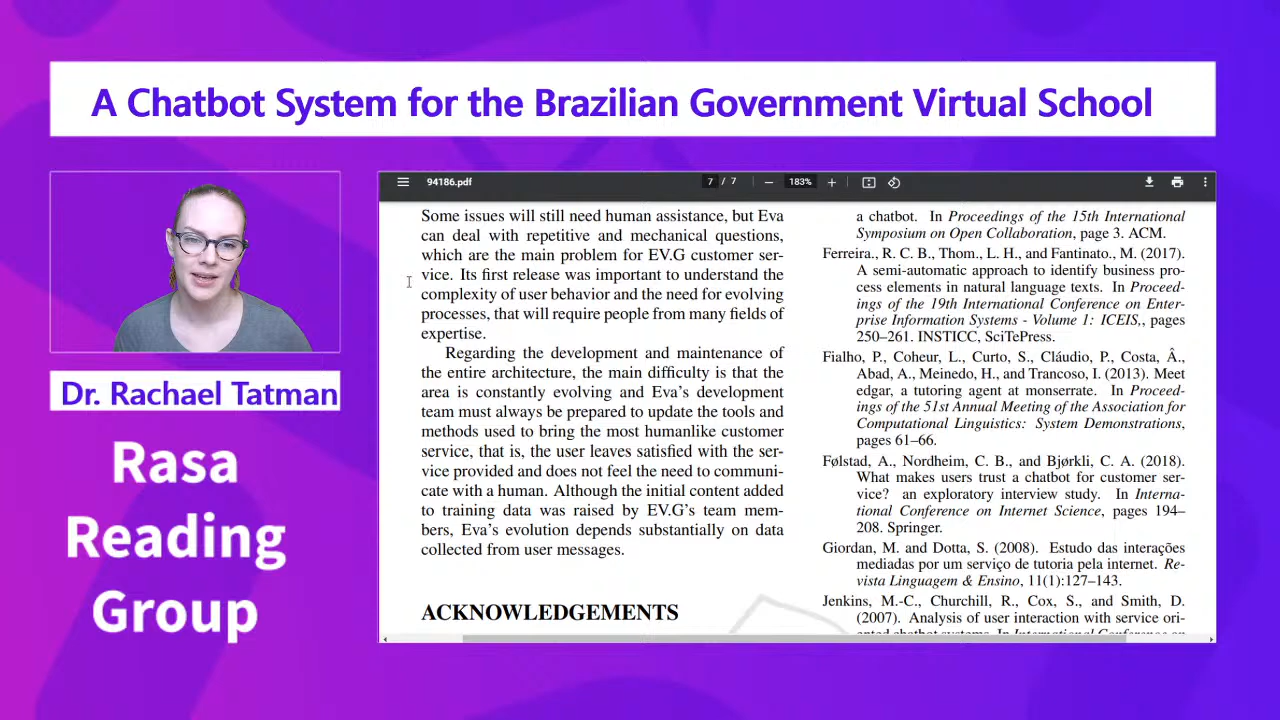 A Chatbot System for the Brazilian Government Virtual School
Dr. Rachael Tatman
Rasa
Reading
Group
94186.pdf
7 / 7
183%
Some issues will still need human assistance, but Eva
can deal with repetitive and mechanical questions,
which are the main problem for EV.G customer ser-
vice. Its first release was important to understand the
complexity of user behavior and the need for evolving
processes, that will require people from many fields of
expertise.
Regarding the development and maintenance of
the entire architecture, the main difficulty is that the
area is constantly evolving and Eva's development
team must always be prepared to update the tools and
methods used to bring the most humanlike customer
service, that is, the user leaves satisfied with the ser-
vice provided and does not feel the need to communi-
cate with a human. Although the initial content added
to training data was raised by EV.G's team mem-
bers, Eva's evolution depends substantially on data
collected from user messages.
ACKNOWLEDGEMENTS
a chatbot. In Proceedings of the 15th International
Symposium on Open Collaboration, page 3. ACM.
Ferreira., R. C. B., Thom., L. H., and Fantinato., M. (2017).
A semi-automatic approach to identify business pro-
cess elements in natural language texts. In Proceed-
ings of the 19th International Conference on Enter-
prise Information Systems - Volume 1: ICEIS,, pages
250–261. INSTICC, SciTePress.
Fialho, P., Coheur, L., Curto, S., Cláudio, P., Costa, Â.,
Abad, A., Meinedo, H., and Trancoso, I. (2013). Meet
edgar, a tutoring agent at monserrate. In Proceed-
ings of the 51st Annual Meeting of the Association for
Computational Linguistics: System Demonstrations,
pages 61–66.
Følstad, A., Nordheim, C. B., and Bjørkli, C. A. (2018).
What makes users trust a chatbot for customer ser-
vice? an exploratory interview study. In Interna-
tional Conference on Internet Science, pages 194–
208. Springer.
Giordan, M. and Dotta, S. (2008). Estudo das interações
mediadas por um serviço de tutoria pela internet. Re-
vista Linguagem & Ensino, 11(1):127–143.
Jenkins, M.-C., Churchill, R., Cox, S., and Smith, D.
(2007). Analysis of user interaction with service ori-
ented chatbot systems. In International Conference on